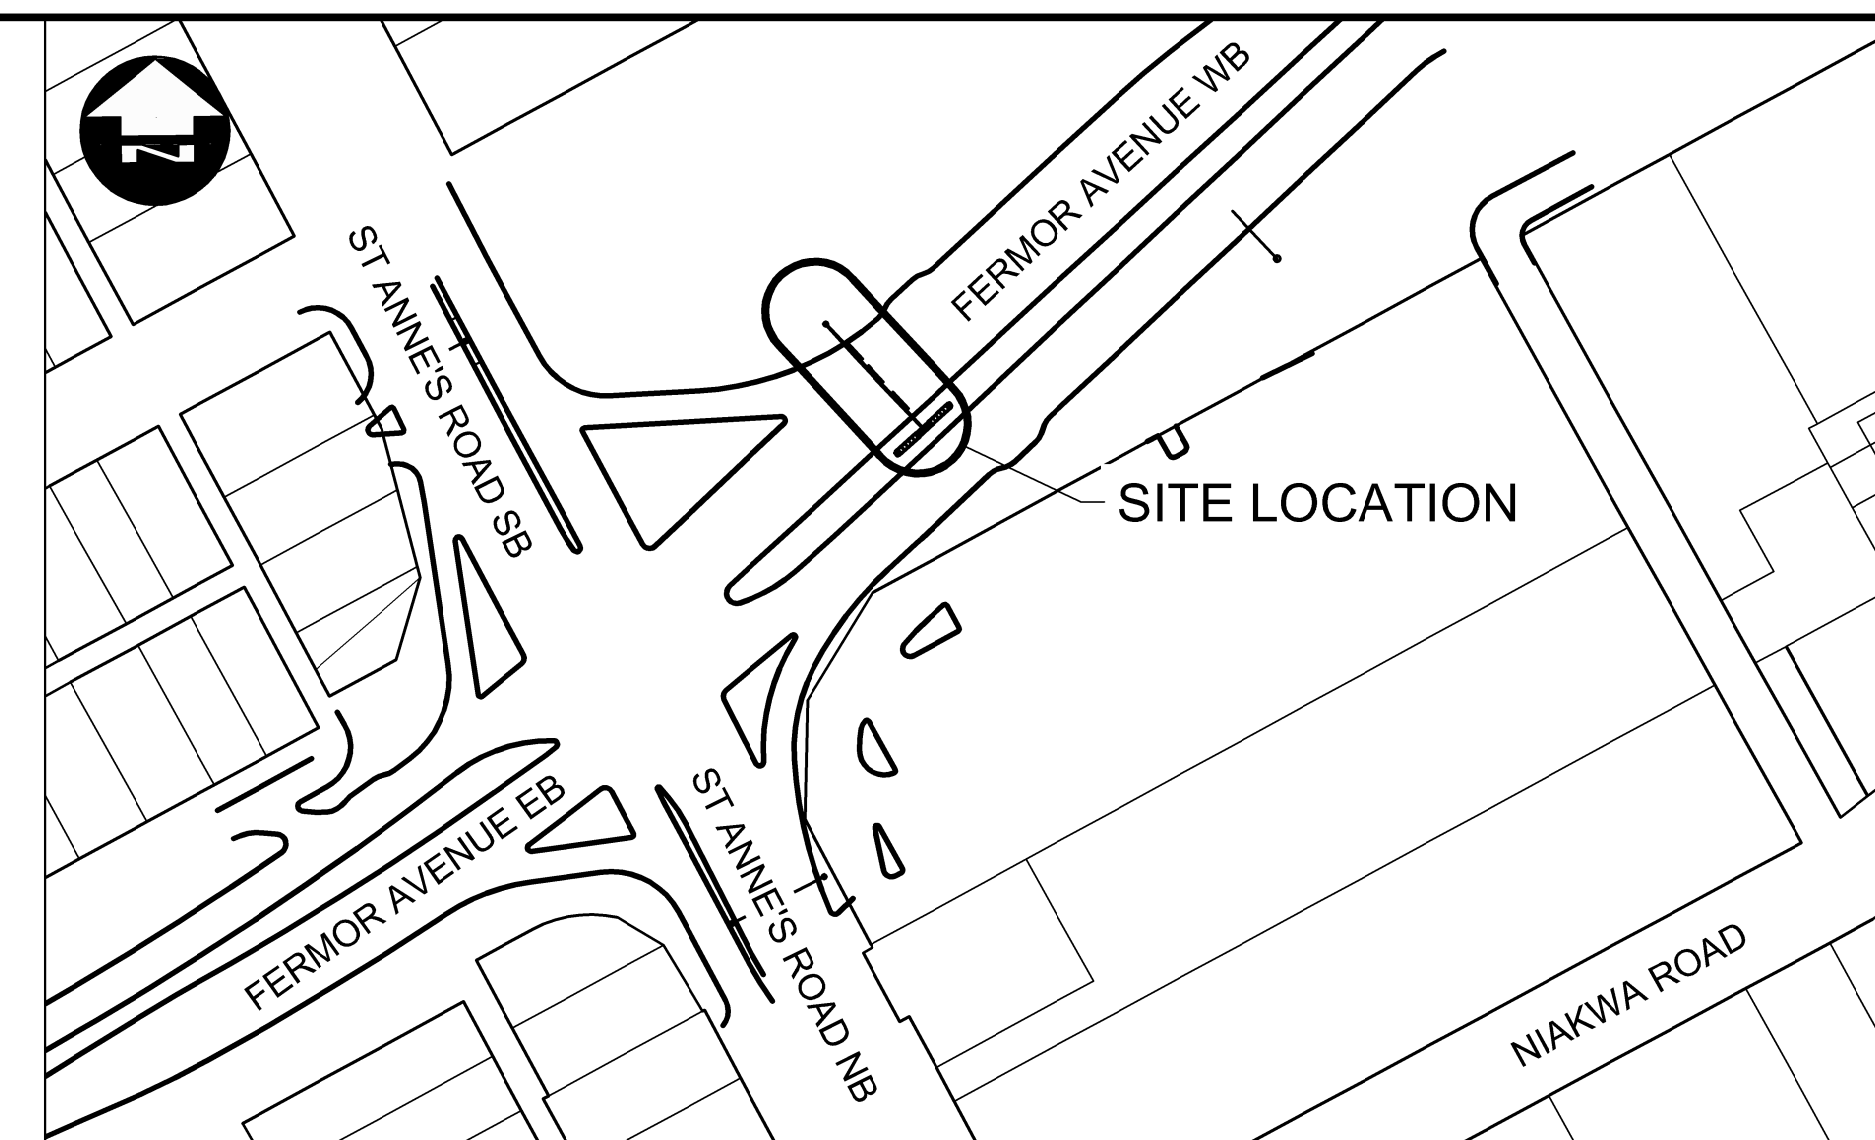 N
FERMOR AVENUE WB
ST ANNE'S ROAD SB
SITE LOCATION
FERMOR AVENUE EB
ST ANNE'S ROAD NB
NIAKWA ROAD